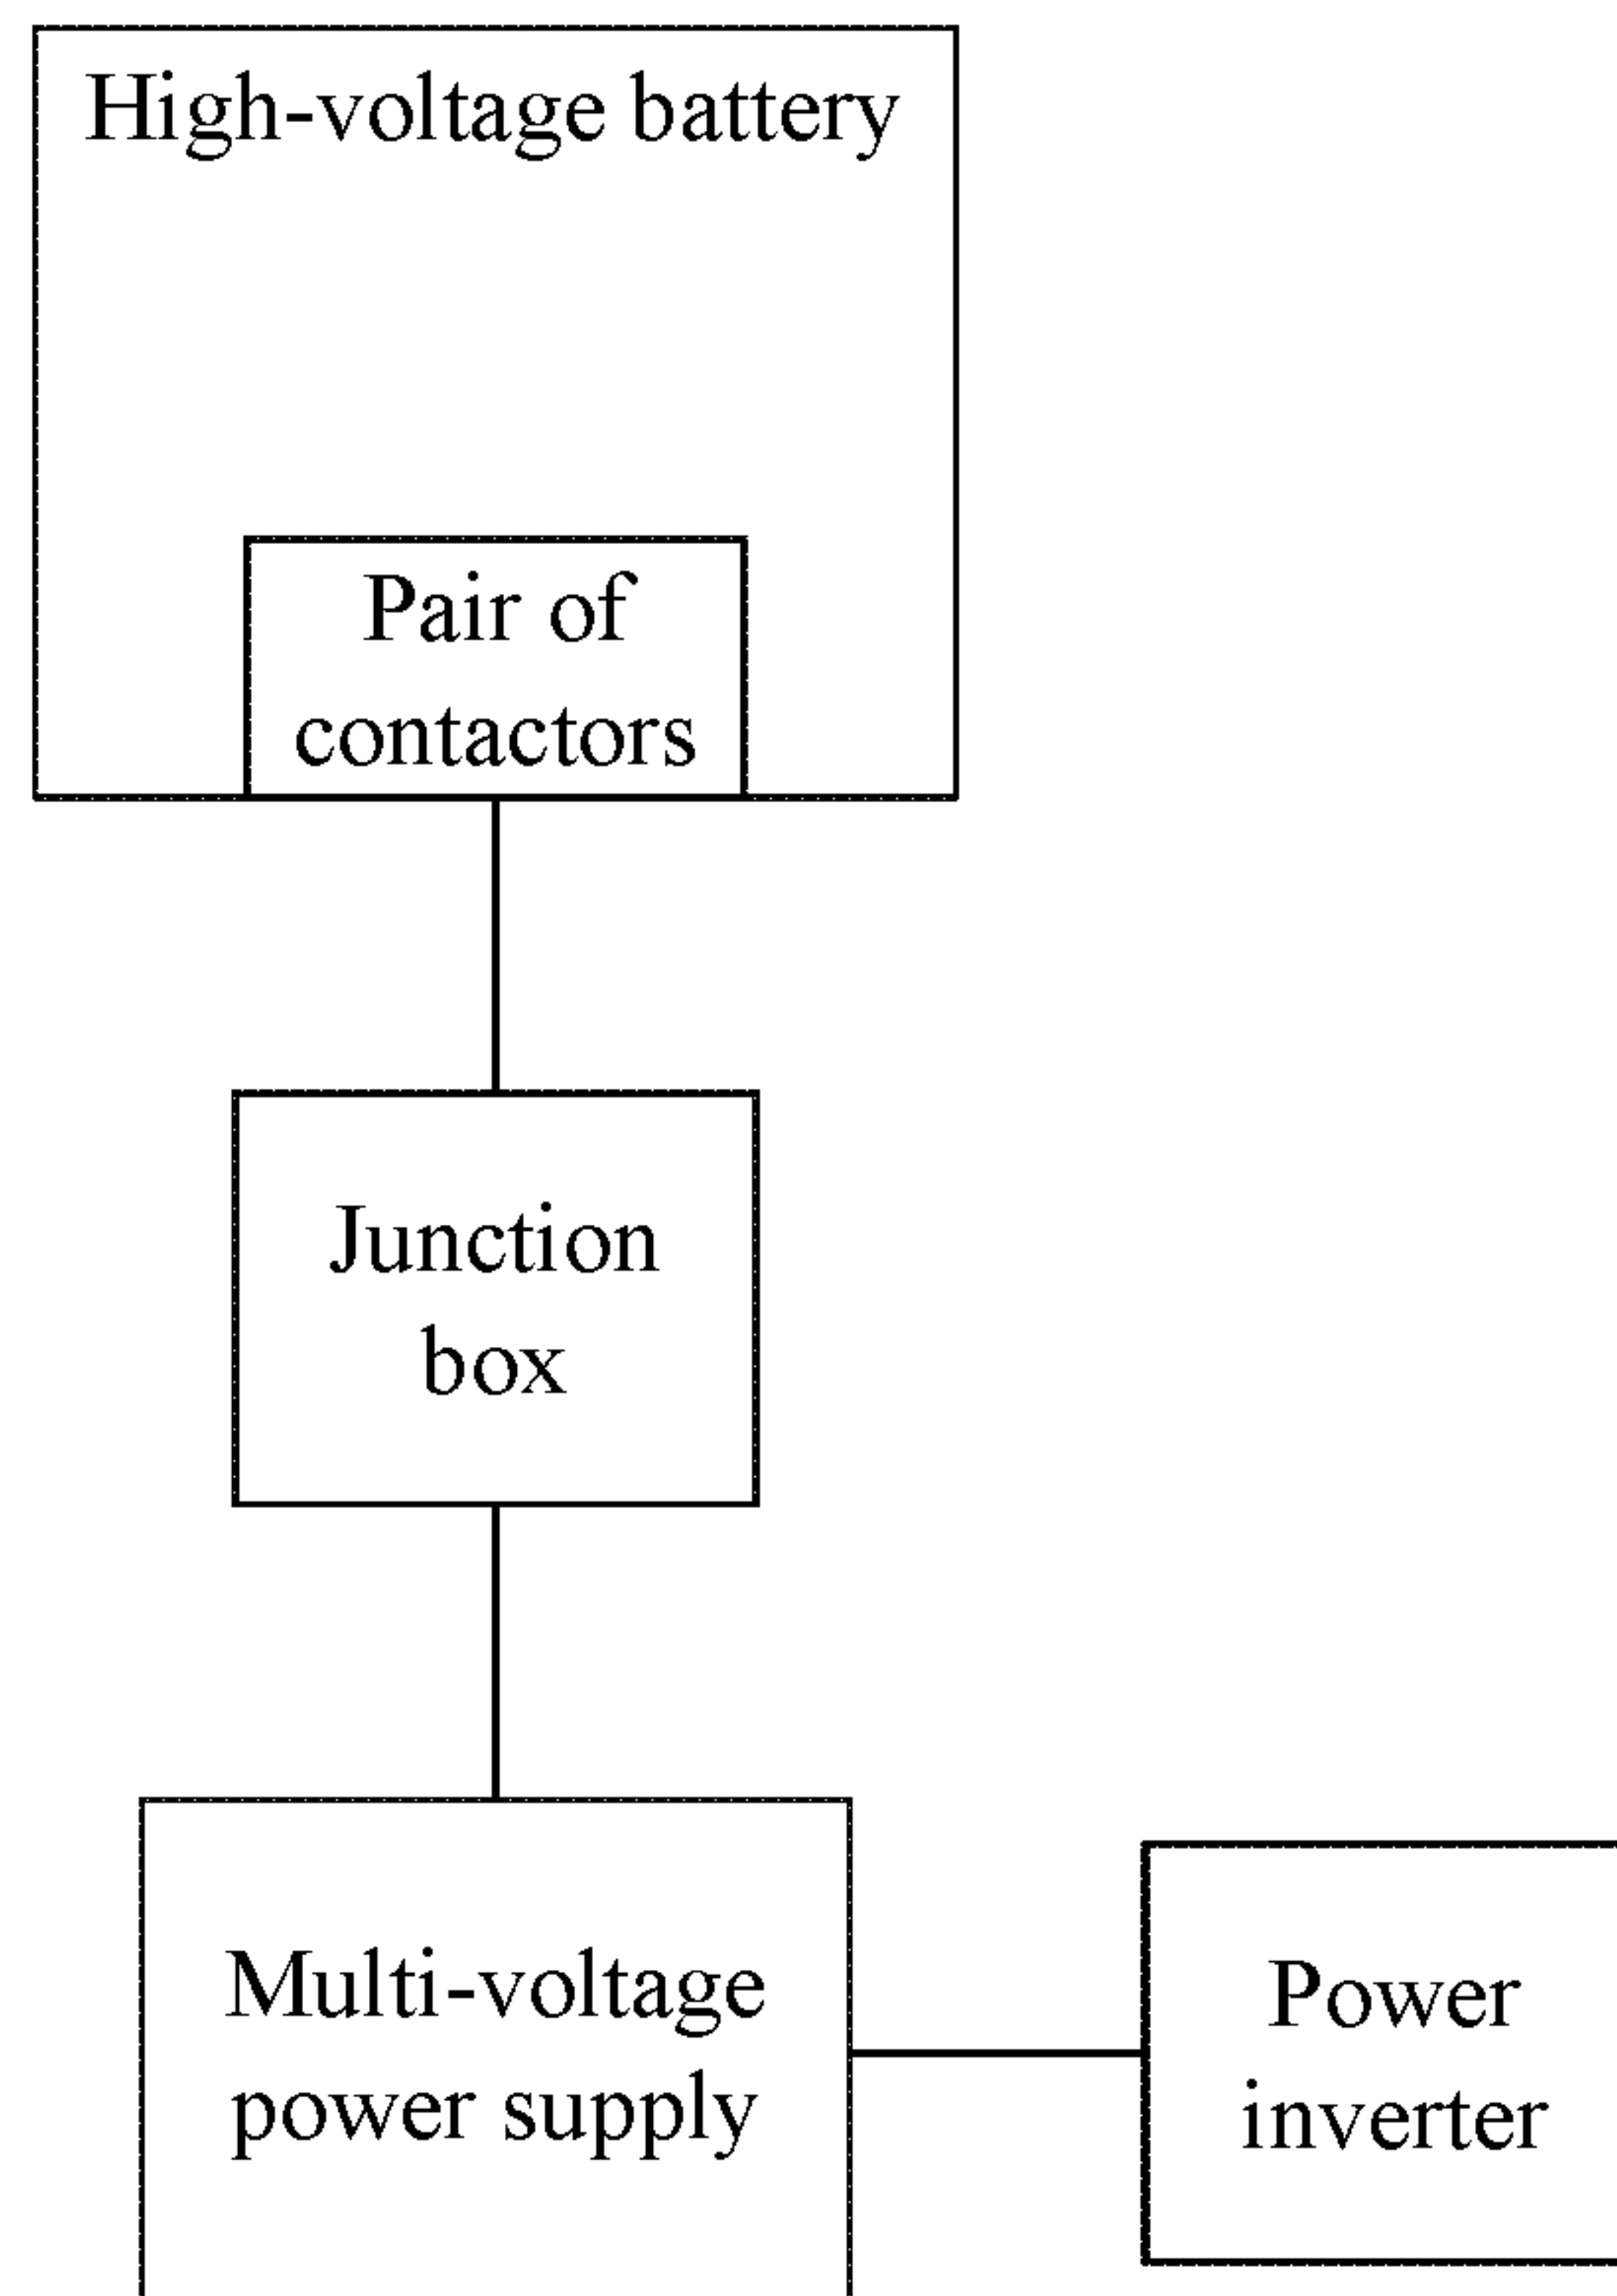 High-voltage battery
Pair of
contactors
Junction
box
Multi-voltage
power supply
Power
inverter